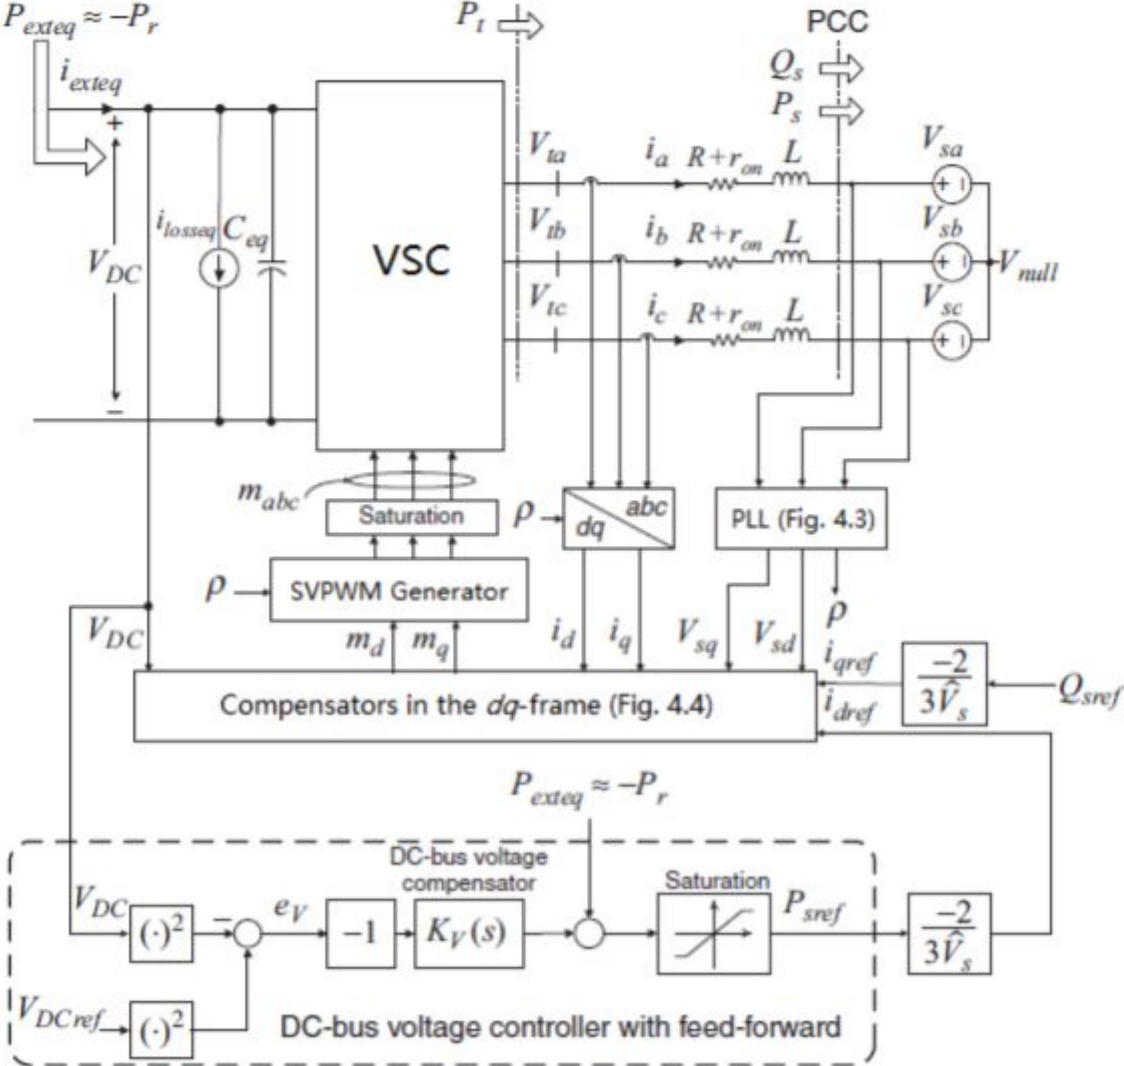 P_exteq ≈ −P_r
P_t
PCC
i_exteq
Q_s
P_s
+
V_ta
i_a
R+r_on
L
V_sa
+ −
i_losseq
C_eq
VSC
V_DC
V_tb
i_b
R+r_on
L
V_sb
+ −
V_null
V_tc
i_c
R+r_on
L
V_sc
+ −
−
m_abc
Saturation
ρ
abc
dq
PLL (Fig. 4.3)
ρ
SVPWM Generator
ρ
V_DC
m_d
m_q
i_d
i_q
V_sq
V_sd
i_qref
−2
3V̂_s
Q_sref
Compensators in the dq-frame (Fig. 4.4)
i_dref
P_exteq ≈ −P_r
DC-bus voltage
compensator
Saturation
V_DC
(·)²
−
e_V
−1
K_V(s)
P_sref
−2
3V̂_s
V_DCref
(·)²
DC-bus voltage controller with feed-forward